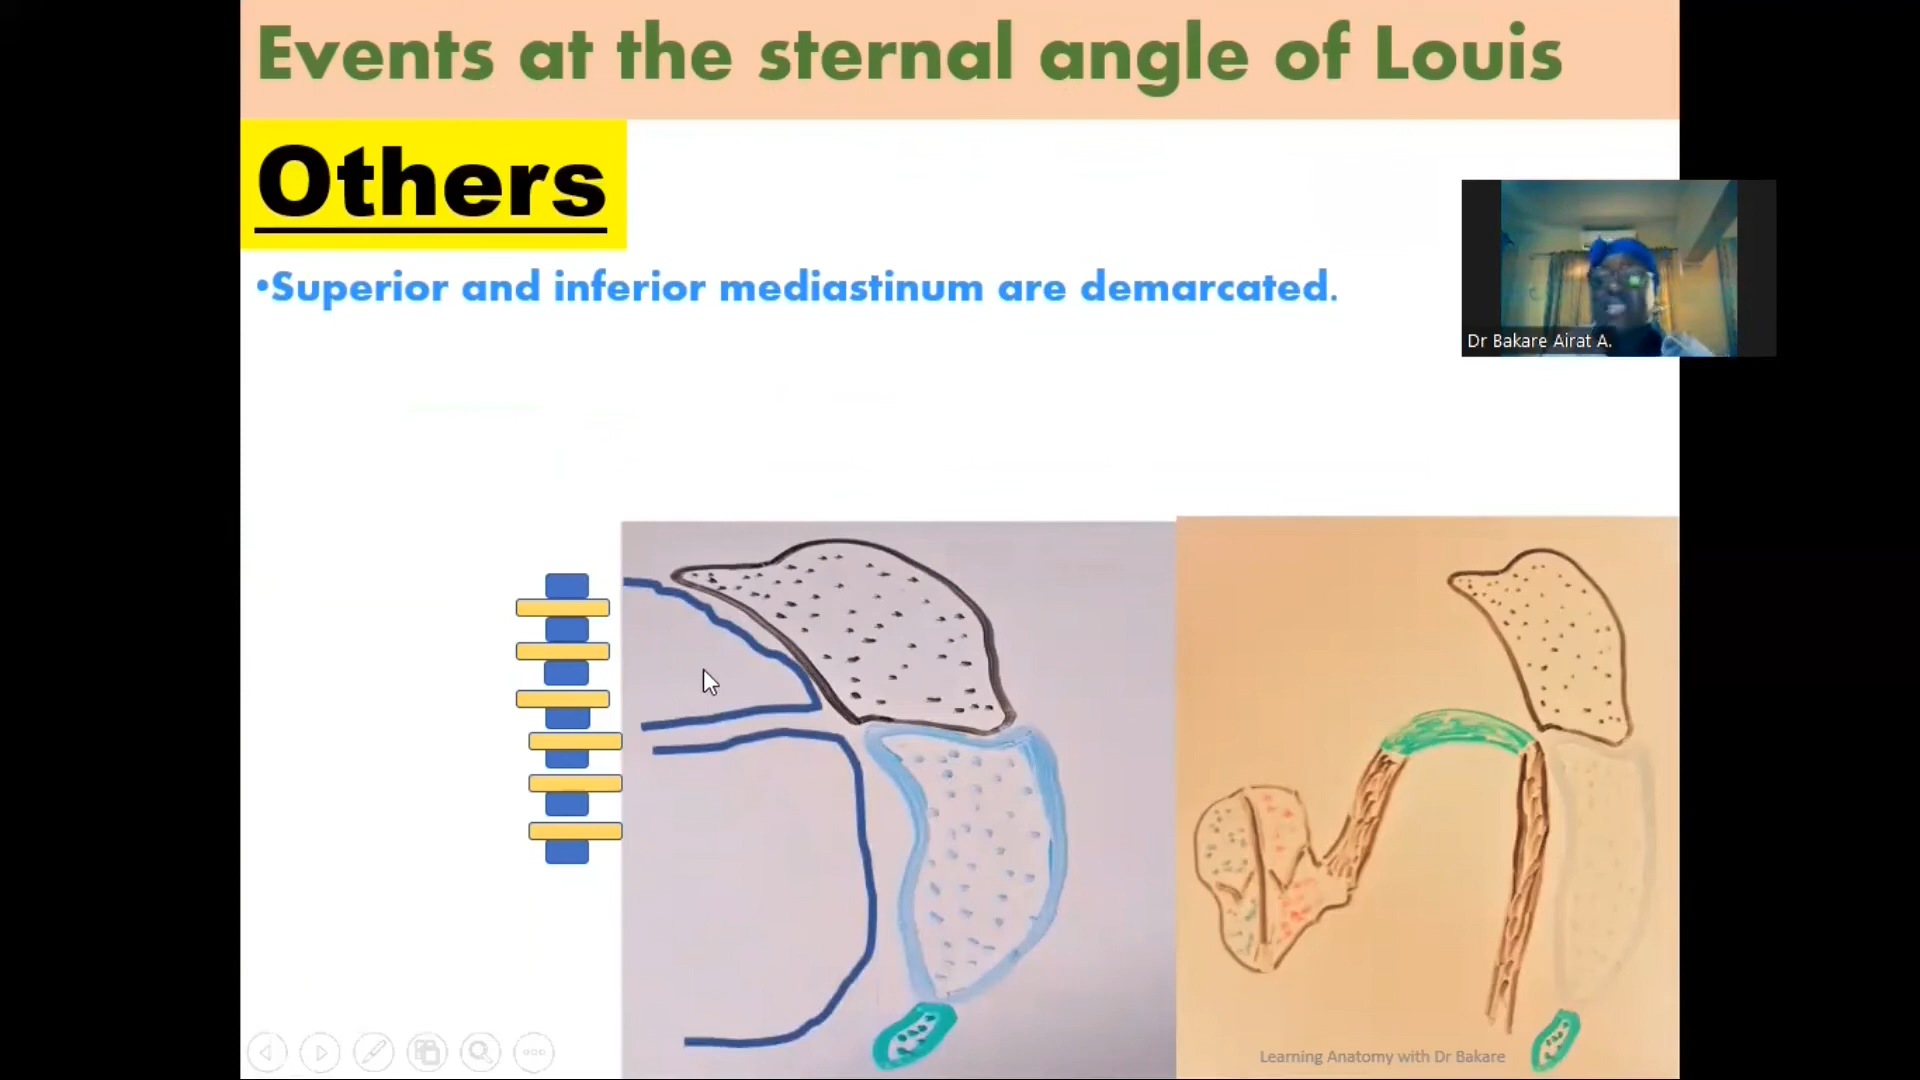 Events at the sternal angle of Louis
Others
•Superior and inferior mediastinum are demarcated.
Dr Bakare Airat A.
Learning Anatomy with Dr Bakare